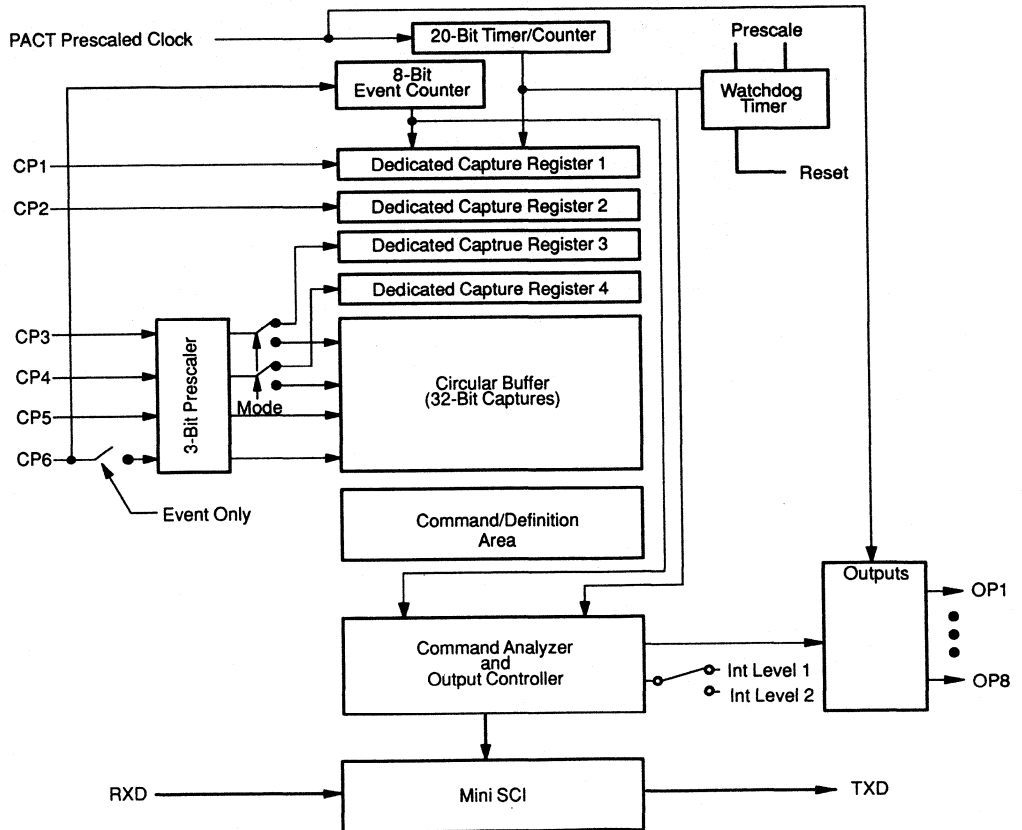 PACT Prescaled Clock
20-Bit Timer/Counter
Prescale
8-Bit
Event Counter
Watchdog
Timer
CP1
Dedicated Capture Register 1
Reset
CP2
Dedicated Capture Register 2
Dedicated Captrue Register 3
Dedicated Capture Register 4
CP3
CP4
CP5
CP6
3-Bit Prescaler
Mode
Circular Buffer
(32-Bit Captures)
Event Only
Command/Definition
Area
Outputs
OP1
OP8
Command Analyzer
and
Output Controller
Int Level 1
Int Level 2
RXD
Mini SCI
TXD